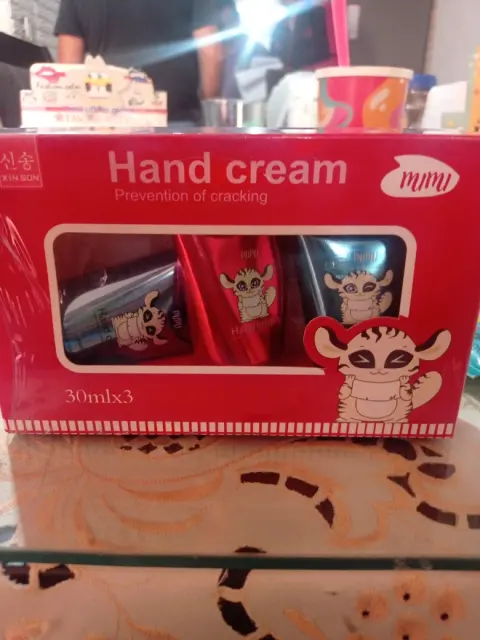 신송
XIN SON
Hand cream
Prevention of cracking
mimi
30mlx3